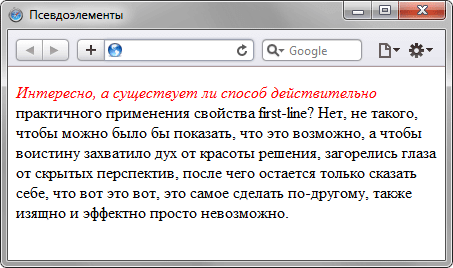 Псевдоэлементы
Google
Интересно, а существует ли способ действительно
практичного применения свойства first-line? Нет, не такого,
чтобы можно было бы показать, что это возможно, а чтобы
воистину захватило дух от красоты решения, загорелись глаза
от скрытых перспектив, после чего остается только сказать
себе, что вот это вот, это самое сделать по-другому, также
изящно и эффектно просто невозможно.